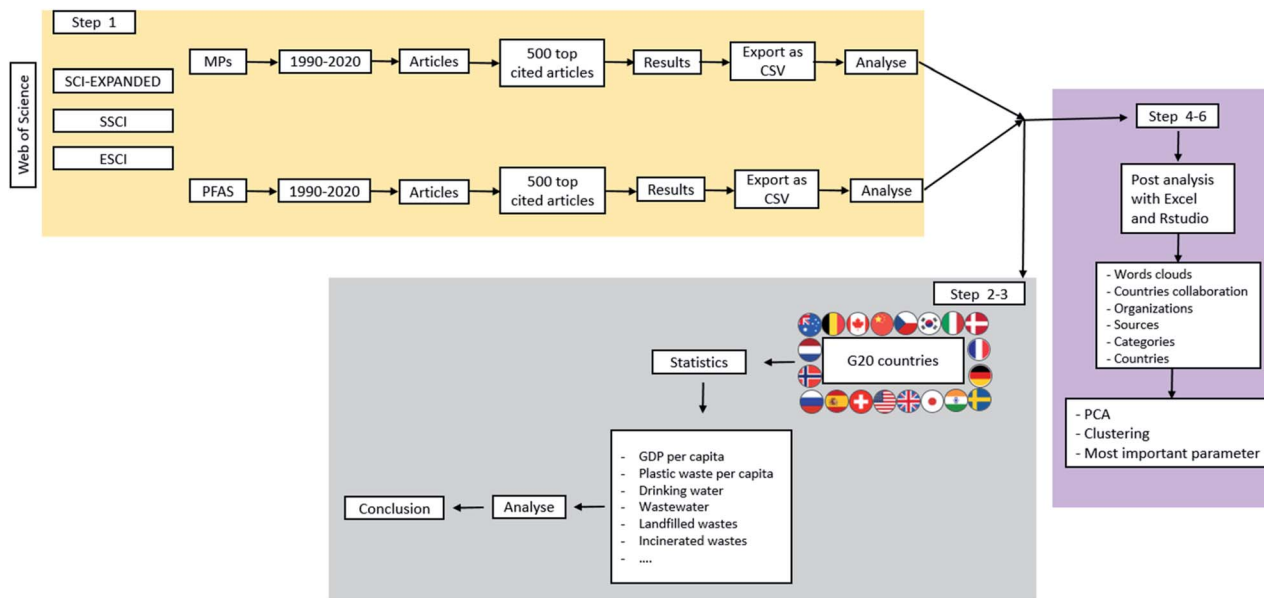 Step 1
Web of Science
SCI-EXPANDED
SSCI
ESCI
MPs
1990-2020
Articles
500 top
cited articles
Results
Export as
CSV
Analyse
PFAS
1990-2020
Articles
500 top
cited articles
Results
Export as
CSV
Analyse
Step 2-3
G20 countries
Statistics
- GDP per capita
- Plastic waste per capita
- Drinking water
- Wastewater
- Landfilled wastes
- Incinerated wastes
- ....
Analyse
Conclusion
Step 4-6
Post analysis
with Excel
and Rstudio
- Words clouds
- Countries collaboration
- Organizations
- Sources
- Categories
- Countries
- PCA
- Clustering
- Most important parameter